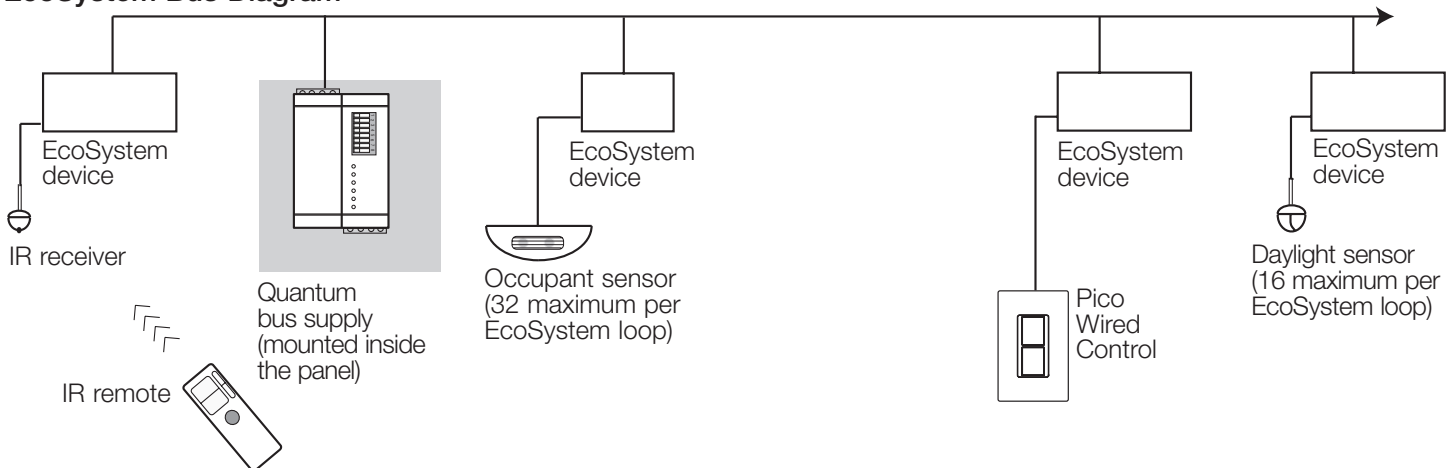 EcoSystem Bus Diagram
EcoSystem
device
IR receiver
Quantum
bus supply
(mounted inside
the panel)
IR remote
EcoSystem
device
Occupant sensor
(32 maximum per
EcoSystem loop)
EcoSystem
device
Pico
Wired
Control
EcoSystem
device
Daylight sensor
(16 maximum per
EcoSystem loop)